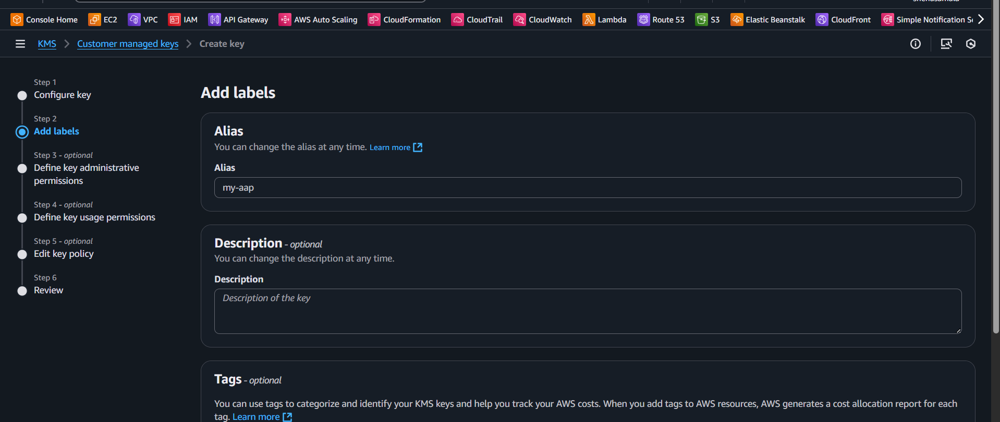 Console Home EC2 VPC IAM API Gateway AWS Auto Scaling CloudFormation CloudTrail CloudWatch Lambda Route 53 S3 Elastic Beanstalk CloudFront Simple Notification
KMS Customer managed keys Create key
Step 1
Configure key
Step 2
Add labels
Step 3 - optional
Define key administrative
permissions
Step 4 - optional
Define key usage permissions
Step 5 - optional
Edit key policy
Step 6
Review
Add labels
Alias
You can change the alias at any time. Learn more
Alias
my-aap
Description - optional
You can change the description at any time.
Description
Description of the key
Tags - optional
You can use tags to categorize and identify your KMS keys and help you track your AWS costs. When you add tags to AWS resources, AWS generates a cost allocation report for each
tag. Learn more